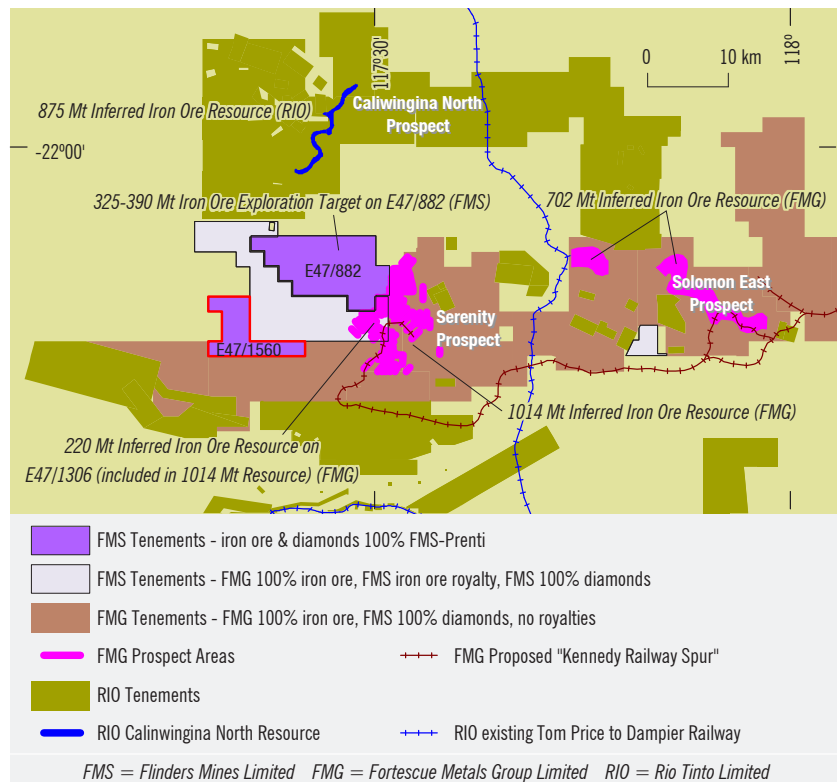 117º30'
118º
0 10 km
875 Mt Inferred Iron Ore Resource (RIO)
Caliwingina North
Prospect
-22º00'
325-390 Mt Iron Ore Exploration Target on E47/882 (FMS)
702 Mt Inferred Iron Ore Resource (FMG)
E47/882
Solomon East
Prospect
Serenity
Prospect
E47/1560
1014 Mt Inferred Iron Ore Resource (FMG)
220 Mt Inferred Iron Ore Resource on
E47/1306 (included in 1014 Mt Resource) (FMG)
FMS Tenements - iron ore & diamonds 100% FMS-Prenti
FMS Tenements - FMG 100% iron ore, FMS iron ore royalty, FMS 100% diamonds
FMG Tenements - FMG 100% iron ore, FMS 100% diamonds, no royalties
FMG Prospect Areas
FMG Proposed "Kennedy Railway Spur"
RIO Tenements
RIO Calinwingina North Resource
RIO existing Tom Price to Dampier Railway
FMS = Flinders Mines Limited FMG = Fortescue Metals Group Limited RIO = Rio Tinto Limited